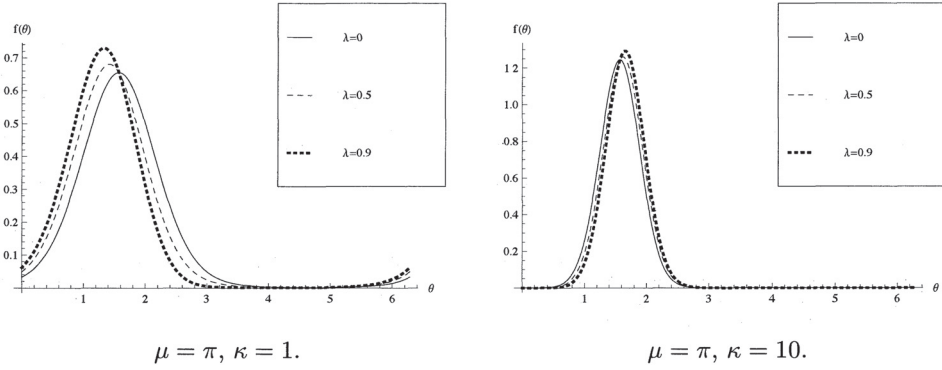 f(θ)
0.7
0.6
0.5
0.4
0.3
0.2
0.1
1 2 3 4 5 6 θ
λ=0
λ=0.5
λ=0.9
μ = π, κ = 1.
f(θ)
1 2
1.0
0.8
0.6
0.4
0.2
1 2 3 4 5 6 θ
λ=0
λ=0.5
λ=0.9
μ = π, κ = 10.